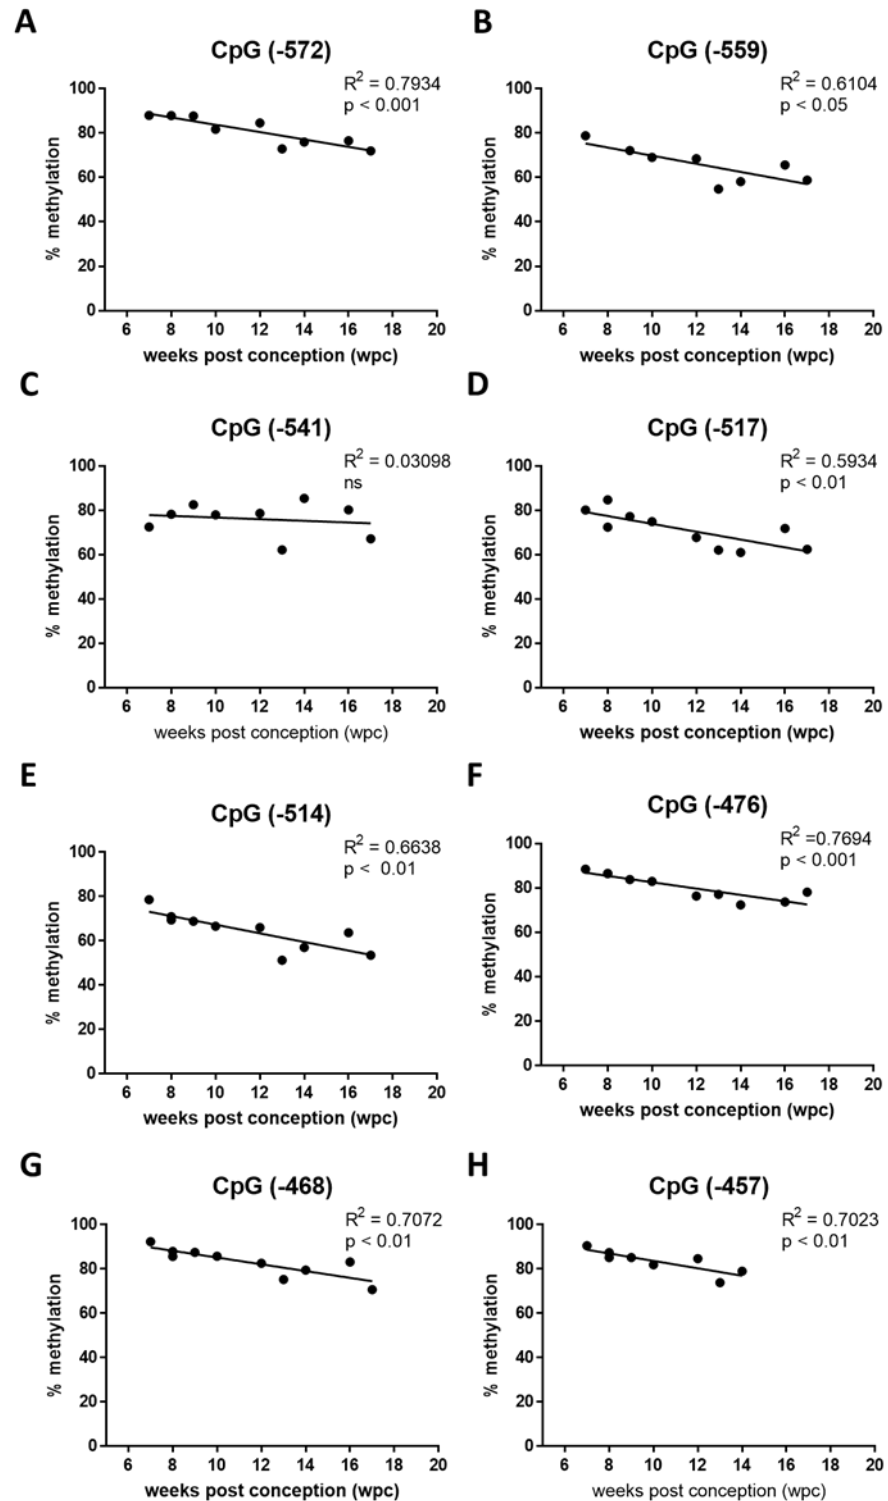 A
CpG (-572)
R² = 0.7934
p < 0.001
% methylation
100
80
60
40
20
0
6 8 10 12 14 16 18 20
weeks post conception (wpc)
B
CpG (-559)
R² = 0.6104
p < 0.05
% methylation
100
80
60
40
20
0
6 8 10 12 14 16 18 20
weeks post conception (wpc)
C
CpG (-541)
R² = 0.03098
ns
% methylation
100
80
60
40
20
0
6 8 10 12 14 16 18 20
weeks post conception (wpc)
D
CpG (-517)
R² = 0.5934
p < 0.01
% methylation
100
80
60
40
20
0
6 8 10 12 14 16 18 20
weeks post conception (wpc)
E
CpG (-514)
R² = 0.6638
p < 0.01
% methylation
100
80
60
40
20
0
6 8 10 12 14 16 18 20
weeks post conception (wpc)
F
CpG (-476)
R² =0.7694
p < 0.001
% methylation
100
80
60
40
20
0
6 8 10 12 14 16 18 20
weeks post conception (wpc)
G
CpG (-468)
R² = 0.7072
p < 0.01
% methylation
100
80
60
40
20
0
6 8 10 12 14 16 18 20
weeks post conception (wpc)
H
CpG (-457)
R² = 0.7023
p < 0.01
% methylation
100
80
60
40
20
0
6 8 10 12 14 16 18 20
weeks post conception (wpc)